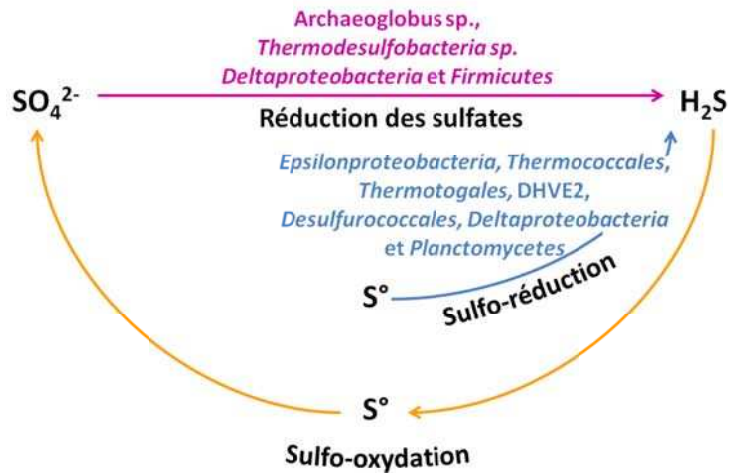 Archaeoglobus sp.,
Thermodesulfobacteria sp.
Deltaproteobacteria et Firmicutes
SO₄²⁻
H₂S
Réduction des sulfates
Epsilonproteobacteria, Thermococcales,
Thermotogales, DHVE2,
Desulfurococcales, Deltaproteobacteria
et Planctomycetes
S°
Sulfo-réduction
S°
Sulfo-oxydation